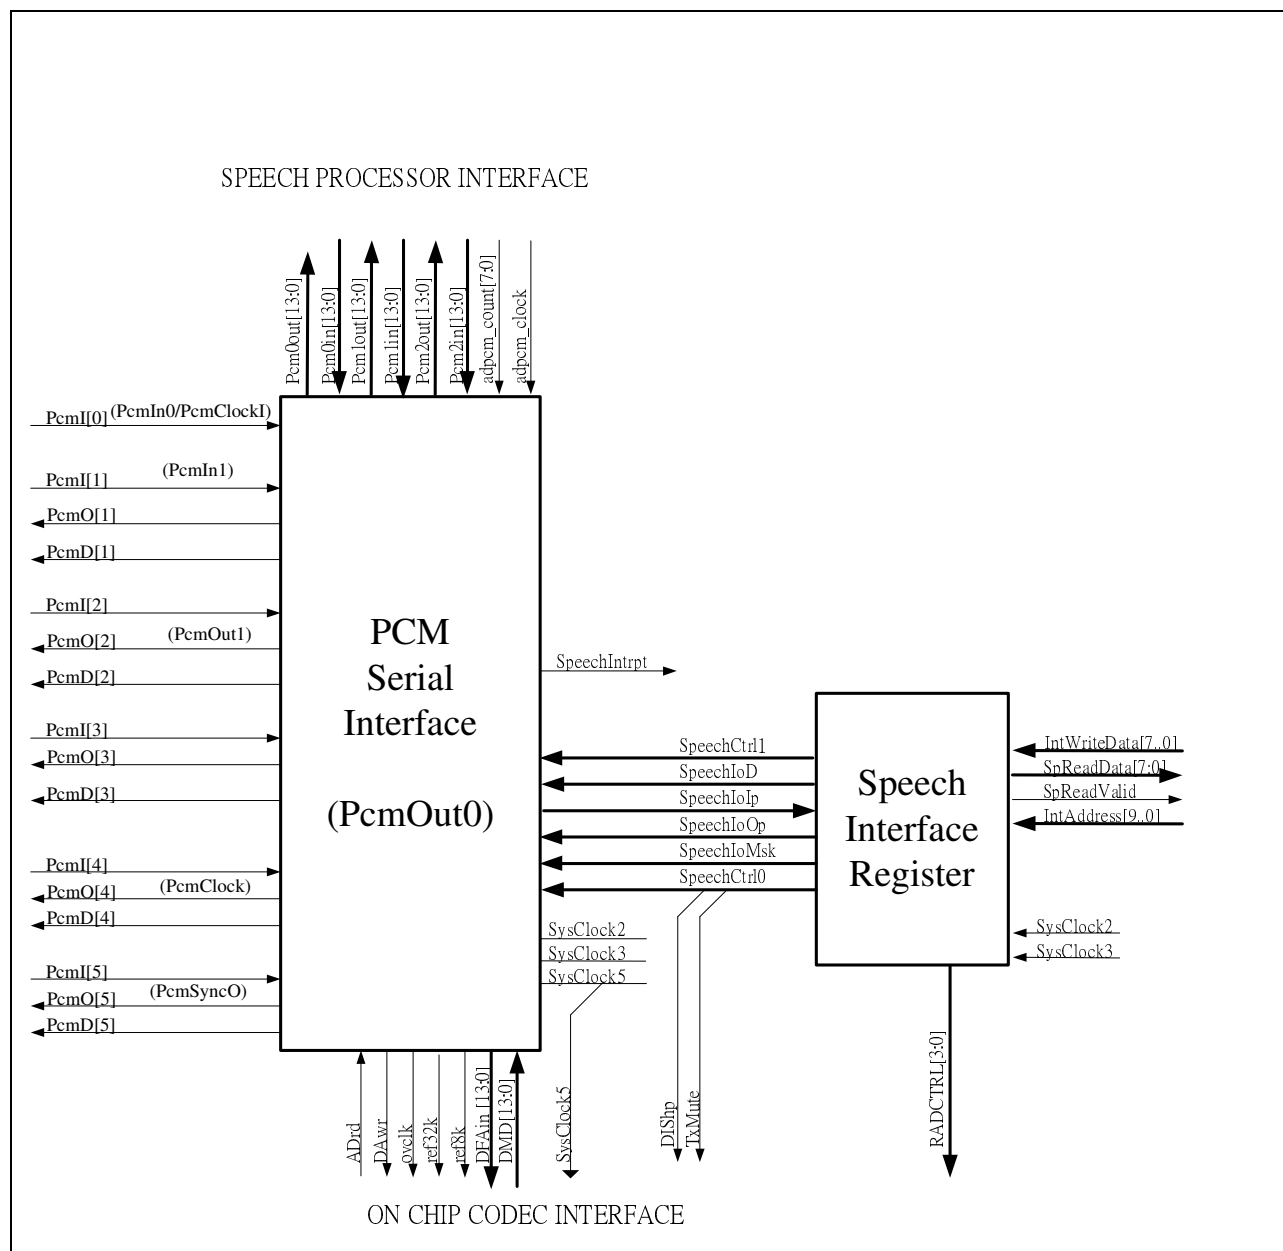 SPEECH PROCESSOR INTERFACE
Pcm0out[13:0]
Pcm0in[13:0]
Pcm1out[13:0]
Pcm1in[13:0]
Pcm2out[13:0]
Pcm2in[13:0]
adpcm_count[7:0]
adpcm_clock
PcmI[0] (PcmIn0/PcmClockI)
PcmI[1] (PcmIn1)
PcmO[1]
PcmD[1]
PcmI[2]
PcmO[2] (PcmOut1)
PcmD[2]
PcmI[3]
PcmO[3]
PcmD[3]
PcmI[4]
PcmO[4] (PcmClock)
PcmD[4]
PcmI[5]
PcmO[5] (PcmSyncO)
PcmD[5]
PCM
Serial
Interface
(PcmOut0)
SpeechIntrpt
SpeechCtrl1
SpeechIoD
SpeechIoIp
SpeechIoOp
SpeechIoMsk
SpeechCtrl0
SysClock2
SysClock3
SysClock5
Speech
Interface
Register
IntWriteData[7..0]
SpReadData[7:0]
SpReadValid
IntAddress[9..0]
SysClock2
SysClock3
ADrd
DAwr
ovclk
ref32k
ref8k
DFAin [13:0]
DMD[13:0]
SysClock5
DIShp
TxMute
RADCTRL[3:0]
ON CHIP CODEC INTERFACE